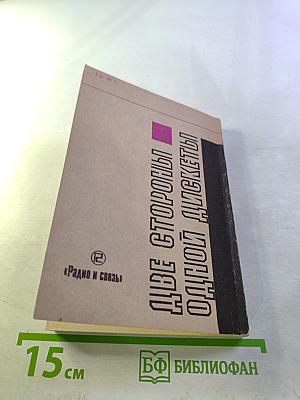 ДВЕ СТОРОНЫ
ОДНОЙ ДИСКЕТЫ
«Радио и связь»
15 см
БФ БИБЛИОФАН